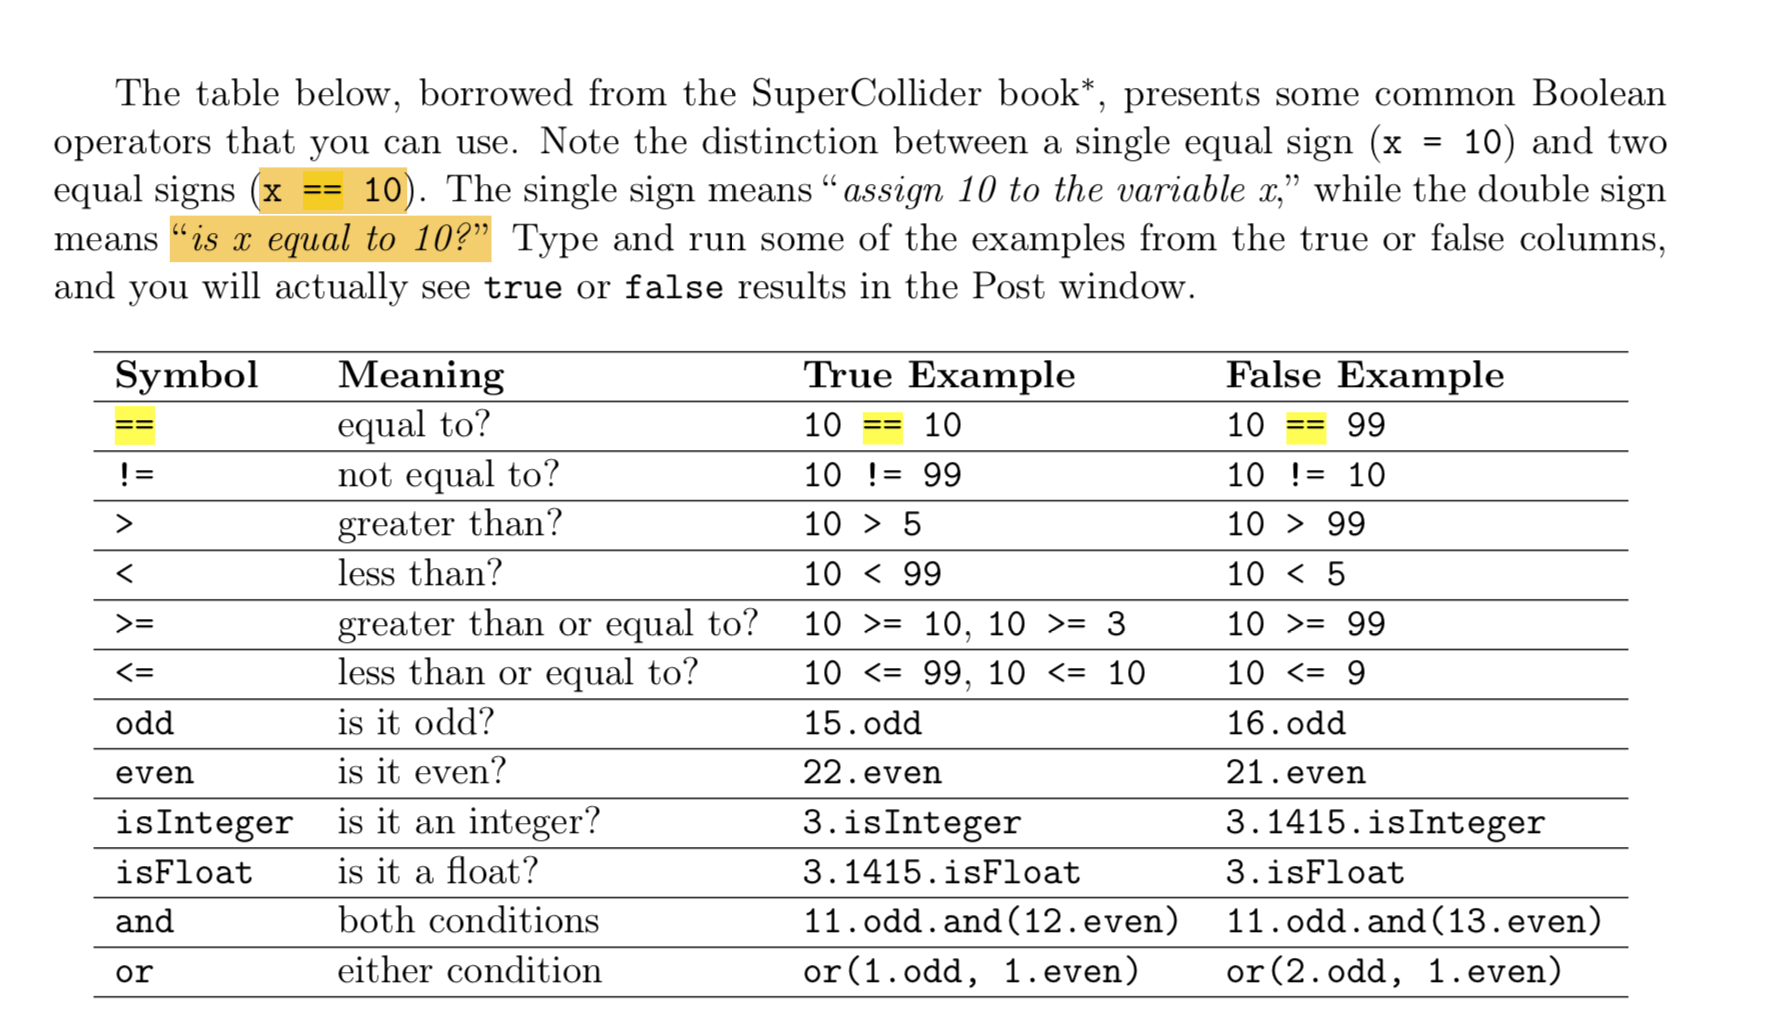 The table below, borrowed from the SuperCollider book*, presents some common Boolean
operators that you can use. Note the distinction between a single equal sign (x = 10) and two
equal signs (x == 10). The single sign means “assign 10 to the variable x,” while the double sign
means “is x equal to 10?” Type and run some of the examples from the true or false columns,
and you will actually see true or false results in the Post window.
Symbol Meaning True Example False Example
== equal to? 10 == 10 10 == 99
!= not equal to? 10 != 99 10 != 10
> greater than? 10 > 5 10 > 99
< less than? 10 < 99 10 < 5
>= greater than or equal to? 10 >= 10, 10 >= 3 10 >= 99
<= less than or equal to? 10 <= 99, 10 <= 10 10 <= 9
odd is it odd? 15.odd 16.odd
even is it even? 22.even 21.even
isInteger is it an integer? 3.isInteger 3.1415.isInteger
isFloat is it a float? 3.1415.isFloat 3.isFloat
and both conditions 11.odd.and(12.even) 11.odd.and(13.even)
or either condition or(1.odd, 1.even) or(2.odd, 1.even)